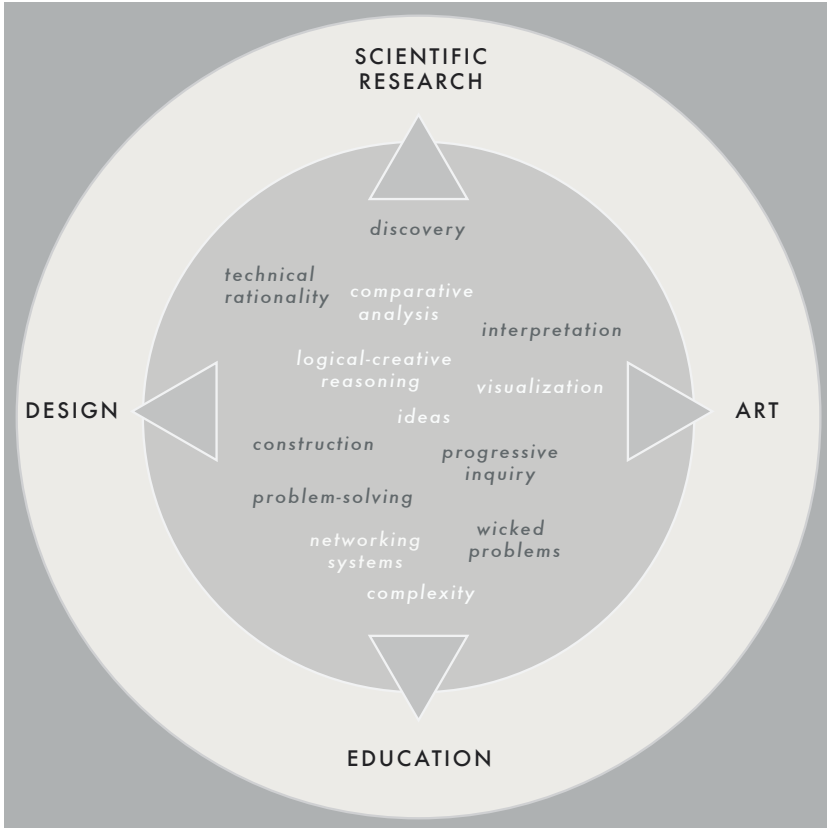 SCIENTIFIC
RESEARCH
discovery
technical
rationality
comparative
analysis
interpretation
logical-creative
reasoning
visualization
DESIGN
ART
ideas
construction
progressive
inquiry
problem-solving
wicked
problems
networking
systems
complexity
EDUCATION